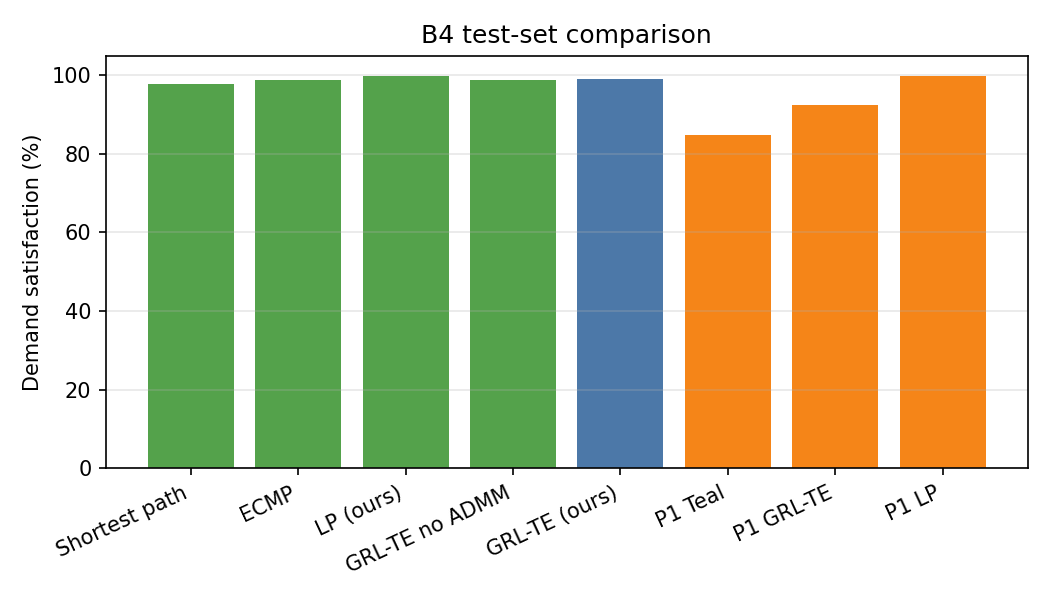 B4 test-set comparison
Demand satisfaction (%)
100
80
60
40
20
0
Shortest path
ECMP
LP (ours)
GRL-TE no ADMM
GRL-TE (ours)
P1 Teal
P1 GRL-TE
P1 LP